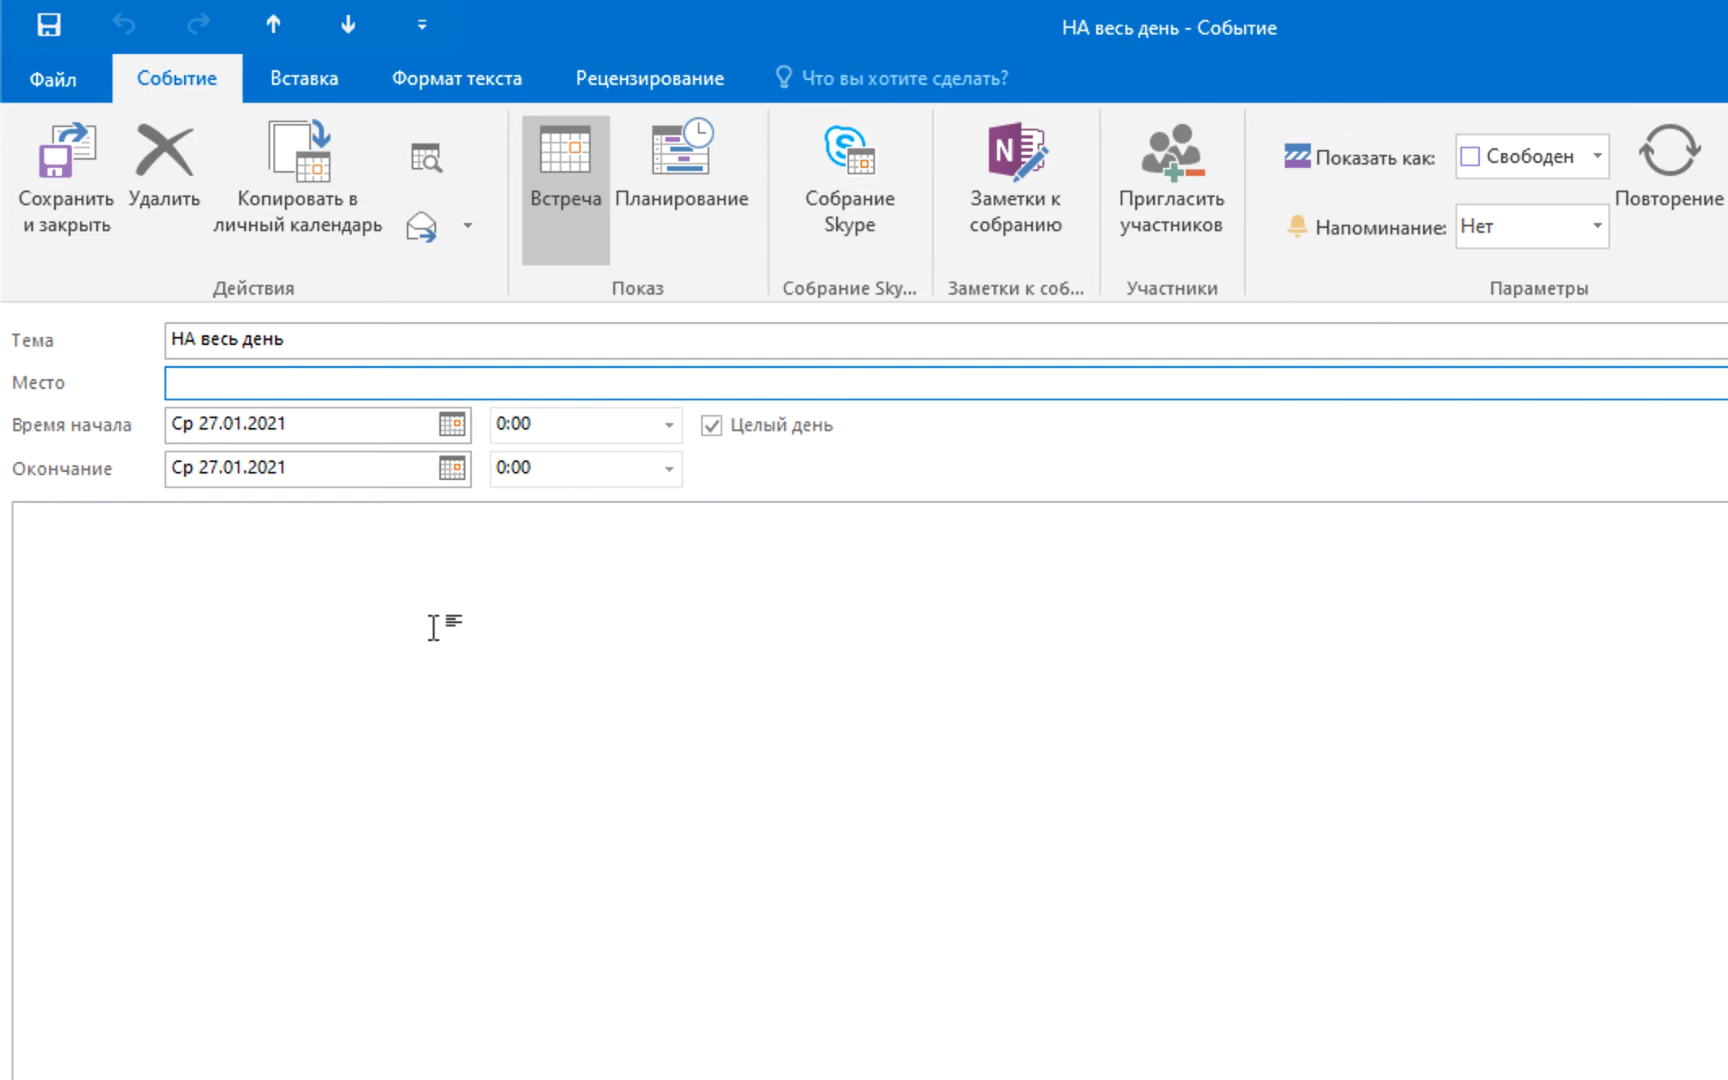 НА весь день - Событие
Файл
Событие
Вставка
Формат текста
Рецензирование
Что вы хотите сделать?
Сохранить
и закрыть
Удалить
Копировать в
личный календарь
Действия
Встреча
Планирование
Показ
Собрание
Skype
Собрание Sky...
Заметки к
собранию
Заметки к соб...
Пригласить
участников
Участники
Показать как:
Свободен
Напоминание:
Нет
Повторение
Параметры
Тема
НА весь день
Место
Время начала
Ср 27.01.2021
0:00
Целый день
Окончание
Ср 27.01.2021
0:00